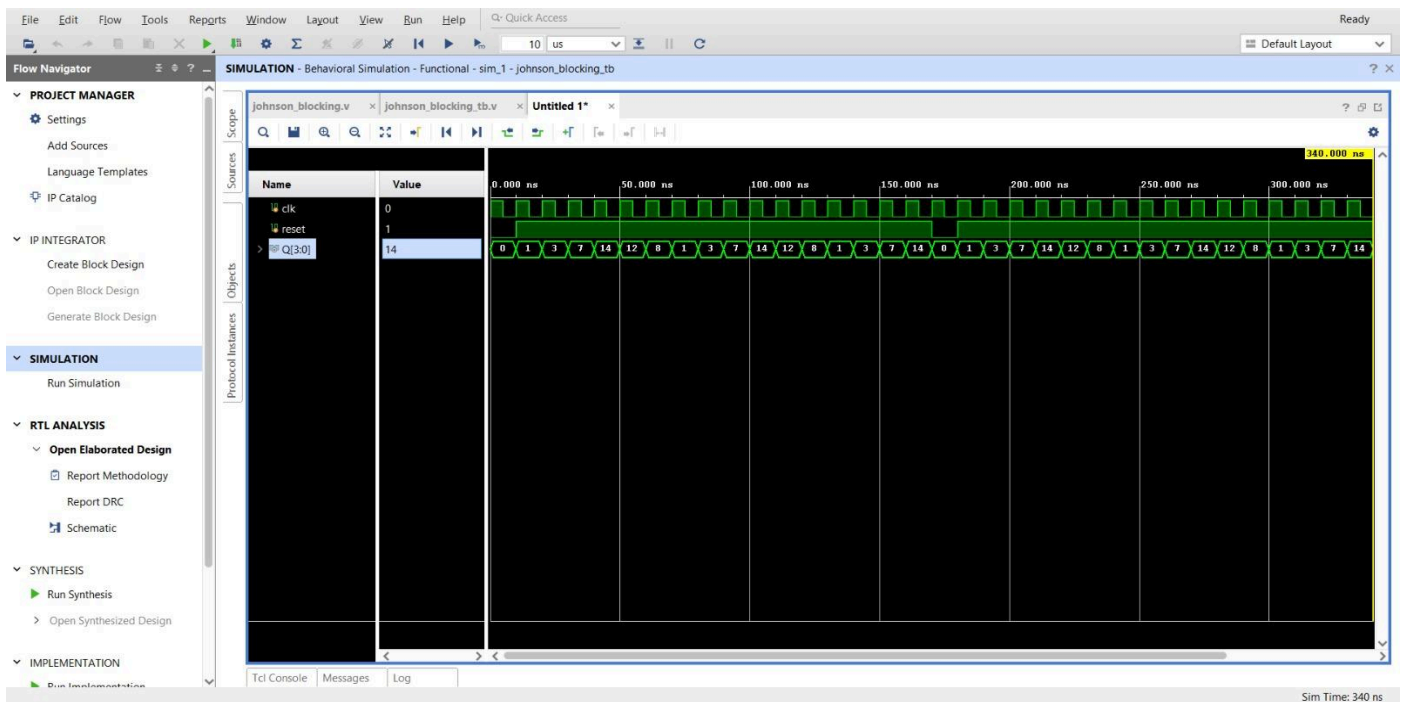 File Edit Flow Tools Reports Window Layout View Run Help Q- Quick Access Ready
10 us Default Layout
Flow Navigator ? _ SIMULATION - Behavioral Simulation - Functional - sim_1 - johnson_blocking_tb ? ×
PROJECT MANAGER
Settings
Add Sources
Language Templates
IP Catalog
IP INTEGRATOR
Create Block Design
Open Block Design
Generate Block Design
SIMULATION
Run Simulation
RTL ANALYSIS
Open Elaborated Design
Report Methodology
Report DRC
Schematic
SYNTHESIS
Run Synthesis
Open Synthesized Design
IMPLEMENTATION
Run Implementation
Scope
Sources
Objects
Protocol Instances
johnson_blocking.v × johnson_blocking_tb.v × Untitled 1* × ?
340.000 ns
Name Value 0.000 ns 50.000 ns 100.000 ns 150.000 ns 200.000 ns 250.000 ns 300.000 ns
clk 0
reset 1
Q[3:0] 14 0 1 3 7 14 12 8 1 3 7 14 12 8 1 3 7 14 0 1 3 7 14 12 8 1 3 7 14 12 8 1 3 7 14
Tcl Console Messages Log
Sim Time: 340 ns